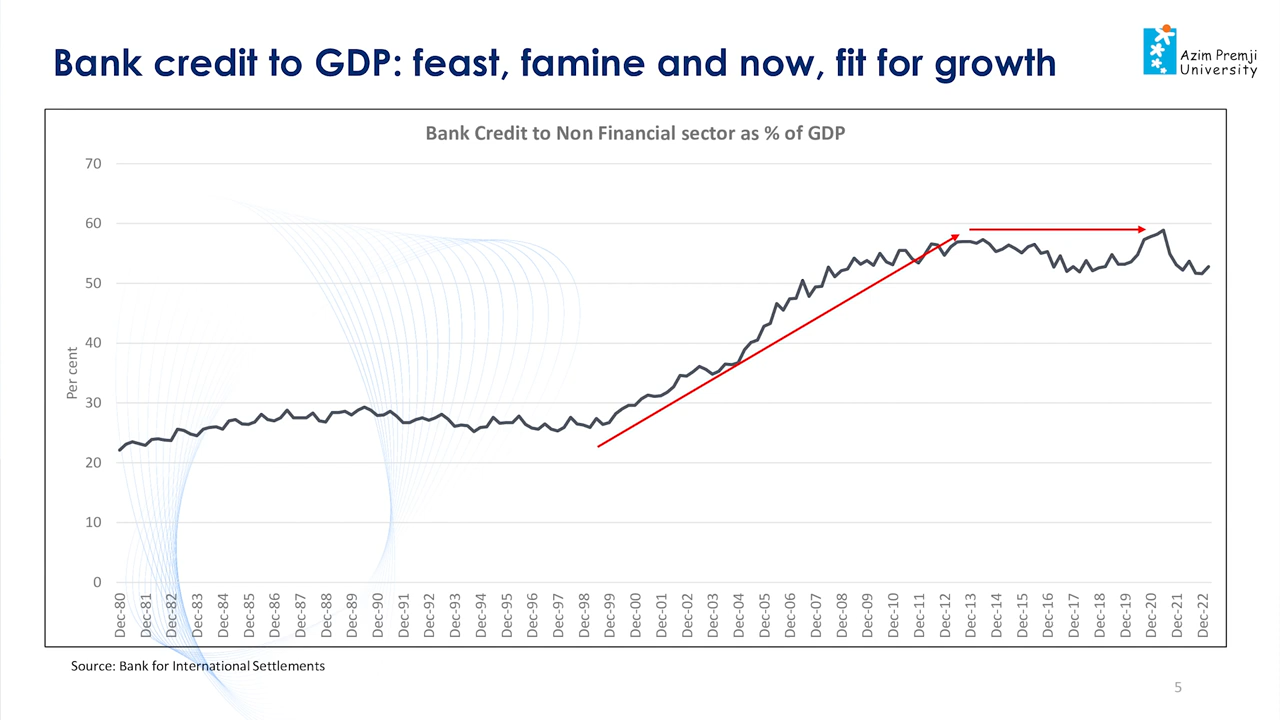 Bank credit to GDP: feast, famine and now, fit for growth
Azim Premji
University
Bank Credit to Non Financial sector as % of GDP
70
60
50
40
30
20
10
0
Per cent
Dec-80
Dec-81
Dec-82
Dec-83
Dec-84
Dec-85
Dec-86
Dec-87
Dec-88
Dec-89
Dec-90
Dec-91
Dec-92
Dec-93
Dec-94
Dec-95
Dec-96
Dec-97
Dec-98
Dec-99
Dec-00
Dec-01
Dec-02
Dec-03
Dec-04
Dec-05
Dec-06
Dec-07
Dec-08
Dec-09
Dec-10
Dec-11
Dec-12
Dec-13
Dec-14
Dec-15
Dec-16
Dec-17
Dec-18
Dec-19
Dec-20
Dec-21
Dec-22
Source: Bank for International Settlements
5